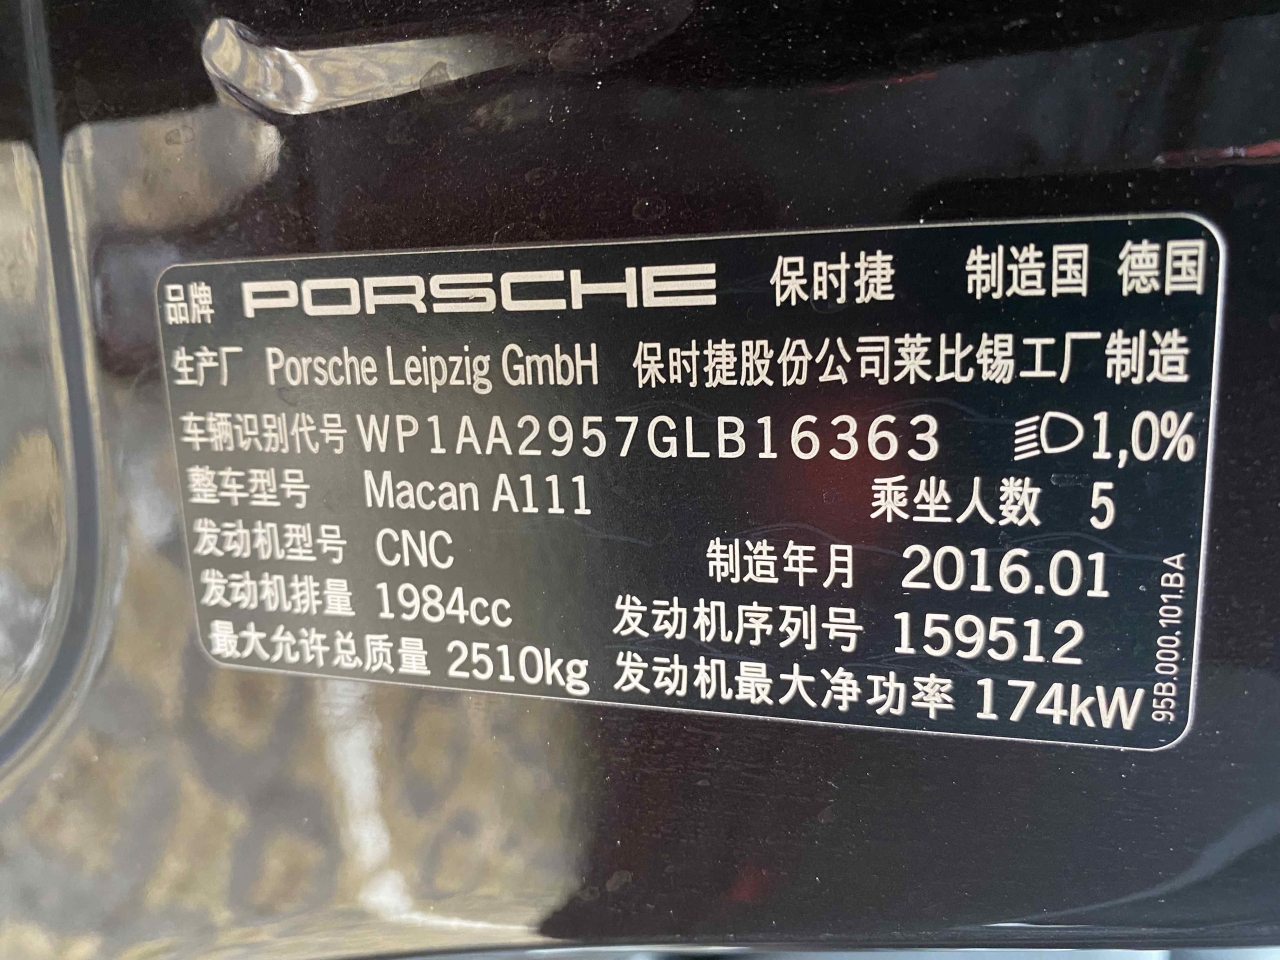 品牌 PORSCHE 保时捷 制造国 德国
生产厂 Porsche Leipzig GmbH 保时捷股份公司莱比锡工厂制造
车辆识别代号 WP1AA2957GLB16363 1,0%
整车型号 Macan A111 乘坐人数 5
发动机型号 CNC 制造年月 2016.01
发动机排量 1984cc 发动机序列号 159512
最大允许总质量 2510kg 发动机最大净功率 174kW
95B.000.101.BA